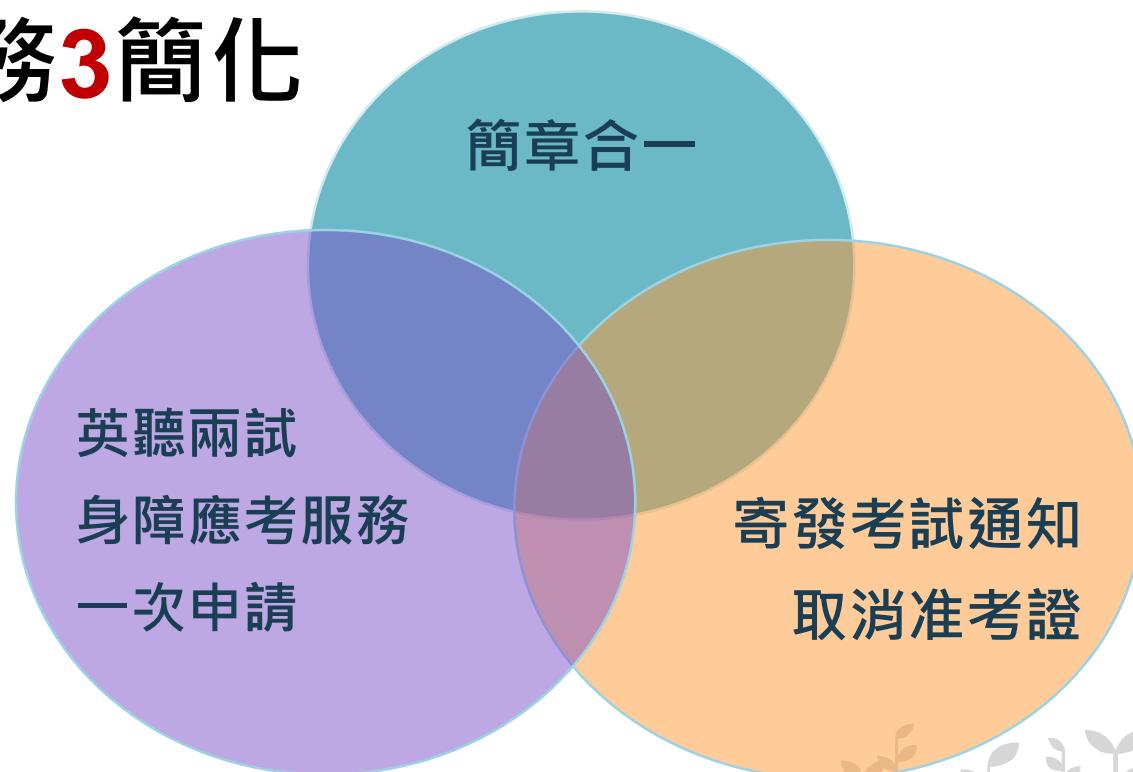 務3簡化
簡章合一
英聽兩試
身障應考服務
一次申請
寄發考試通知
取消准考證